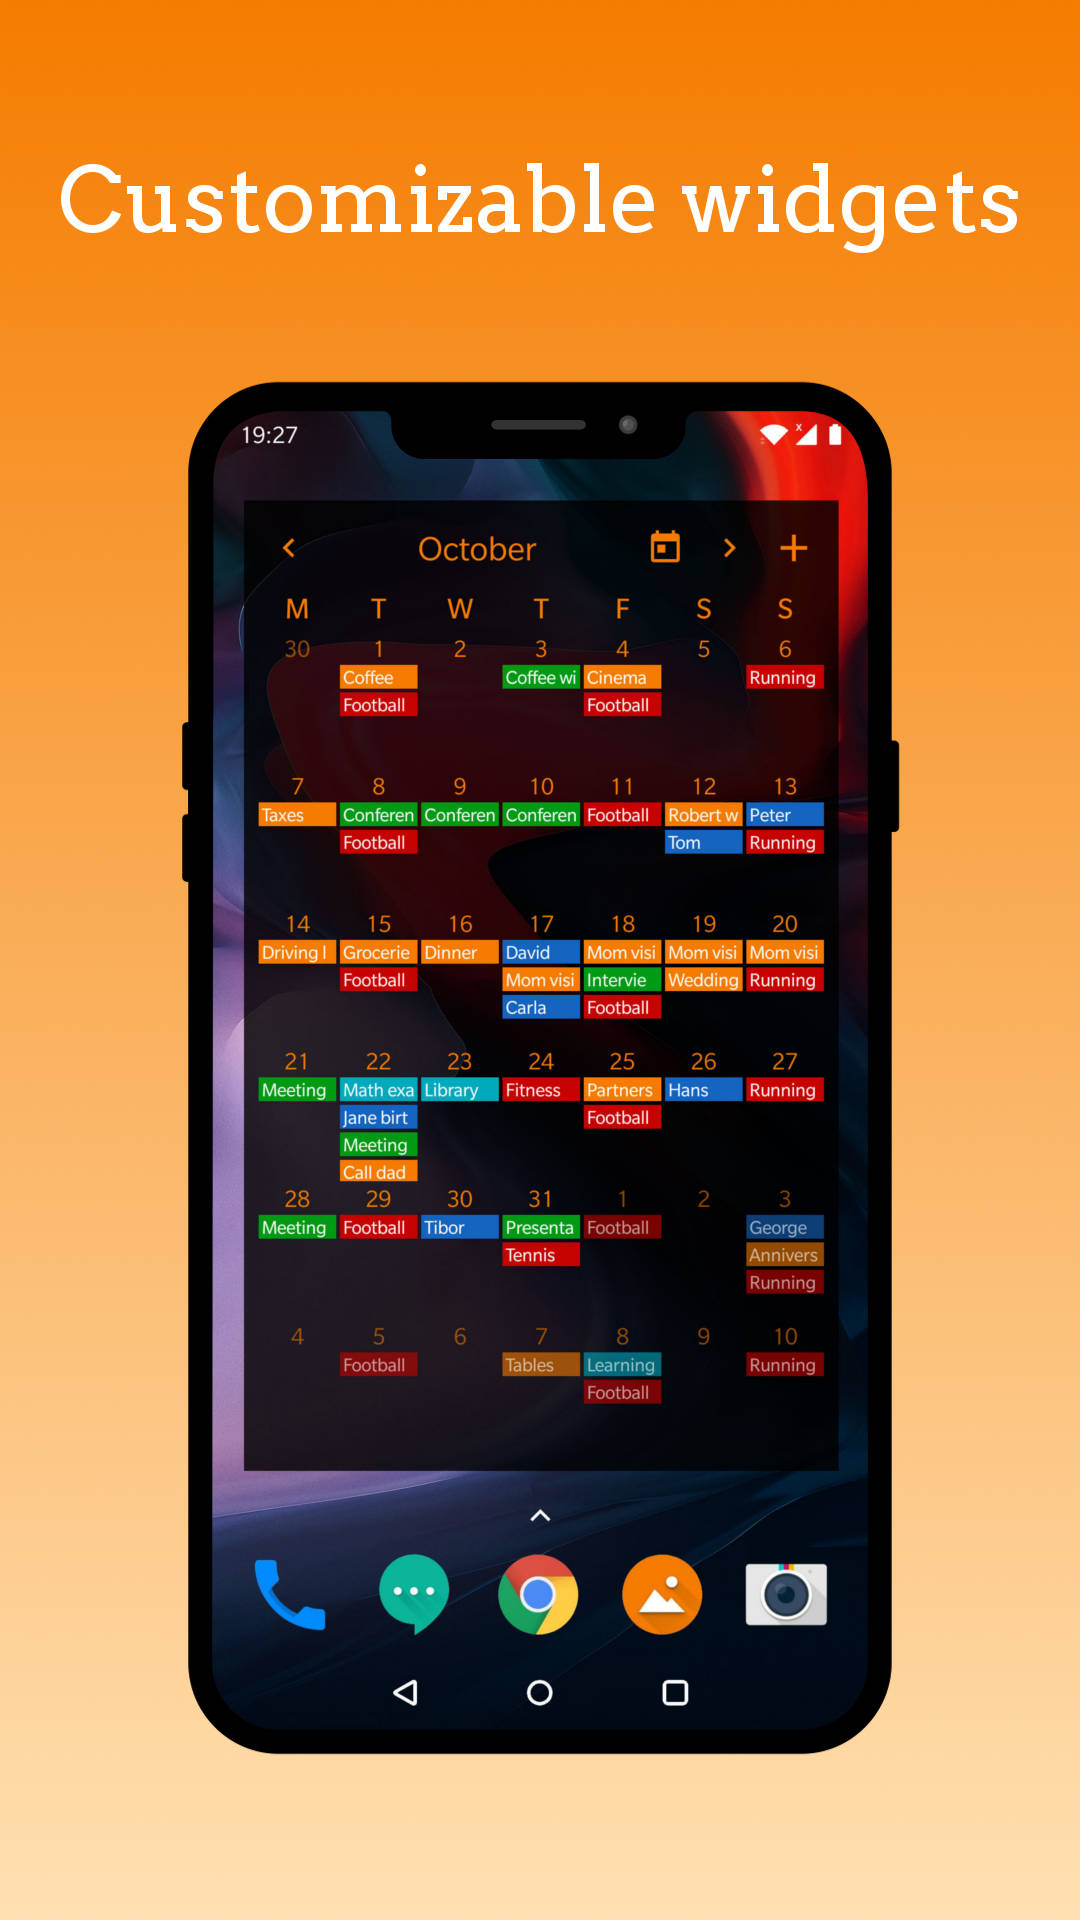 Customizable widgets
19:27
October
M T W T F S S
30 1 2 3 4 5 6
Coffee Coffee wi Cinema Running
Football Football
7 8 9 10 11 12 13
Taxes Conferen Conferen Conferen Football Robert w Peter
Football Tom Running
14 15 16 17 18 19 20
Driving l Grocerie Dinner David Mom visi Mom visi Mom visi
Football Mom visi Intervie Wedding Running
Carla Football
21 22 23 24 25 26 27
Meeting Math exa Library Fitness Partners Hans Running
Jane birt Football
Meeting
Call dad
28 29 30 31 1 2 3
Meeting Football Tibor Presenta Football George
Tennis Annivers
Running
4 5 6 7 8 9 10
Football Tables Learning Running
Football